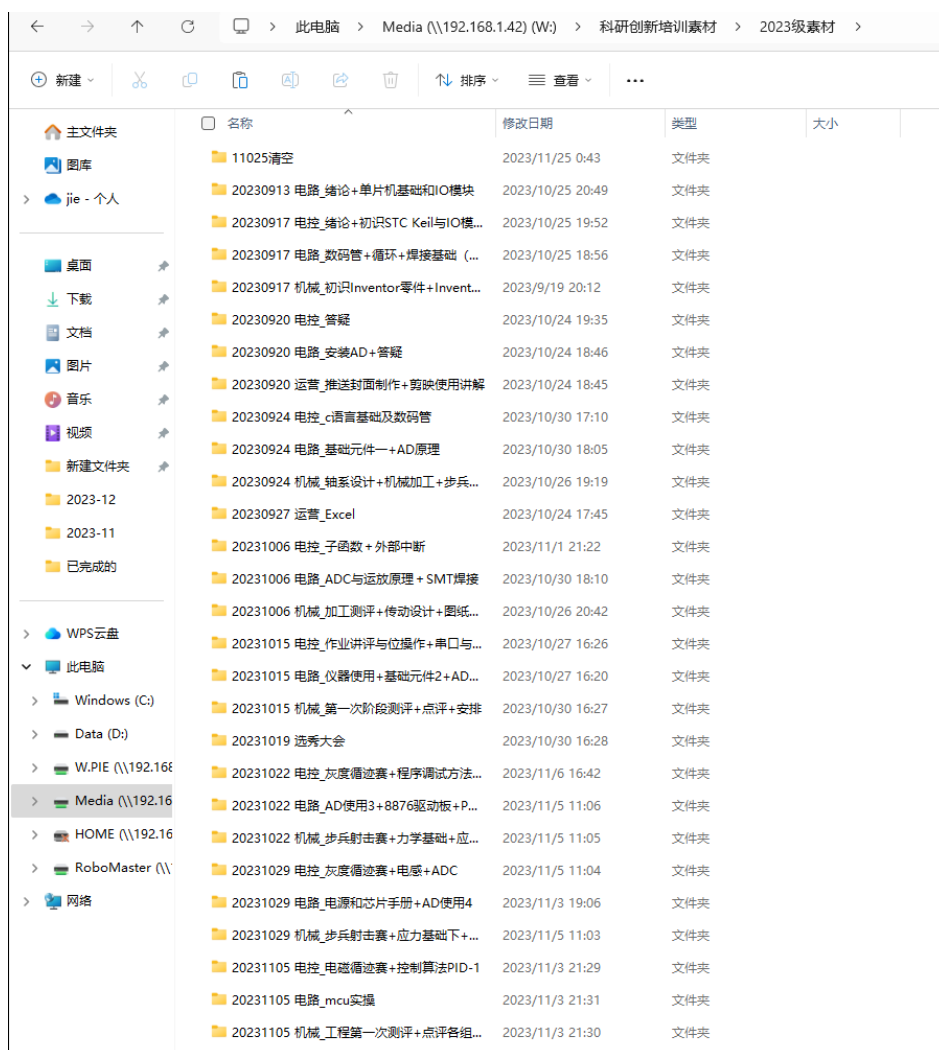 此电脑 > Media (\\192.168.1.42) (W:) > 科研创新培训素材 > 2023级素材 >
新建 排序 查看 ...
主文件夹
图库
jie - 个人
桌面
下载
文档
图片
音乐
视频
新建文件夹
2023-12
2023-11
已完成的
WPS云盘
此电脑
Windows (C:)
Data (D:)
W.PIE (\\192.168
Media (\\192.16
HOME (\\192.16
RoboMaster (\\
网络
名称 修改日期 类型 大小
11025清空 2023/11/25 0:43 文件夹
20230913 电路_绪论+单片机基础和IO模块 2023/10/25 20:49 文件夹
20230917 电控_绪论+初识STC Keil与IO模... 2023/10/25 19:52 文件夹
20230917 电路_数码管+循环+焊接基础（... 2023/10/25 18:56 文件夹
20230917 机械_初识Inventor零件+Invent... 2023/9/19 20:12 文件夹
20230920 电控_答疑 2023/10/24 19:35 文件夹
20230920 电路_安装AD+答疑 2023/10/24 18:46 文件夹
20230920 运营_推送封面制作+剪映使用讲解 2023/10/24 18:45 文件夹
20230924 电控_c语言基础及数码管 2023/10/30 17:10 文件夹
20230924 电路_基础元件一+AD原理 2023/10/30 18:05 文件夹
20230924 机械_轴系设计+机械加工+步兵... 2023/10/26 19:19 文件夹
20230927 运营_Excel 2023/10/24 17:45 文件夹
20231006 电控_子函数+外部中断 2023/11/1 21:22 文件夹
20231006 电路_ADC与运放原理+SMT焊接 2023/10/30 18:10 文件夹
20231006 机械_加工测评+传动设计+图纸... 2023/10/26 20:42 文件夹
20231015 电控_作业讲评与位操作+串口与... 2023/10/27 16:26 文件夹
20231015 电路_仪器使用+基础元件2+AD... 2023/10/27 16:20 文件夹
20231015 机械_第一次阶段测评+点评+安排 2023/10/30 16:27 文件夹
20231019 选秀大会 2023/10/30 16:28 文件夹
20231022 电控_灰度循迹赛+程序调试方法... 2023/11/6 16:42 文件夹
20231022 电路_AD使用3+8876驱动板+P... 2023/11/5 11:06 文件夹
20231022 机械_步兵射击赛+力学基础+应... 2023/11/5 11:05 文件夹
20231029 电控_灰度循迹赛+电感+ADC 2023/11/5 11:04 文件夹
20231029 电路_电源和芯片手册+AD使用4 2023/11/3 19:06 文件夹
20231029 机械_步兵射击赛+应力基础下+... 2023/11/5 11:03 文件夹
20231105 电控_电磁循迹赛+控制算法PID-1 2023/11/3 21:29 文件夹
20231105 电路_mcu实操 2023/11/3 21:31 文件夹
20231105 机械_工程第一次测评+点评各组... 2023/11/3 21:30 文件夹